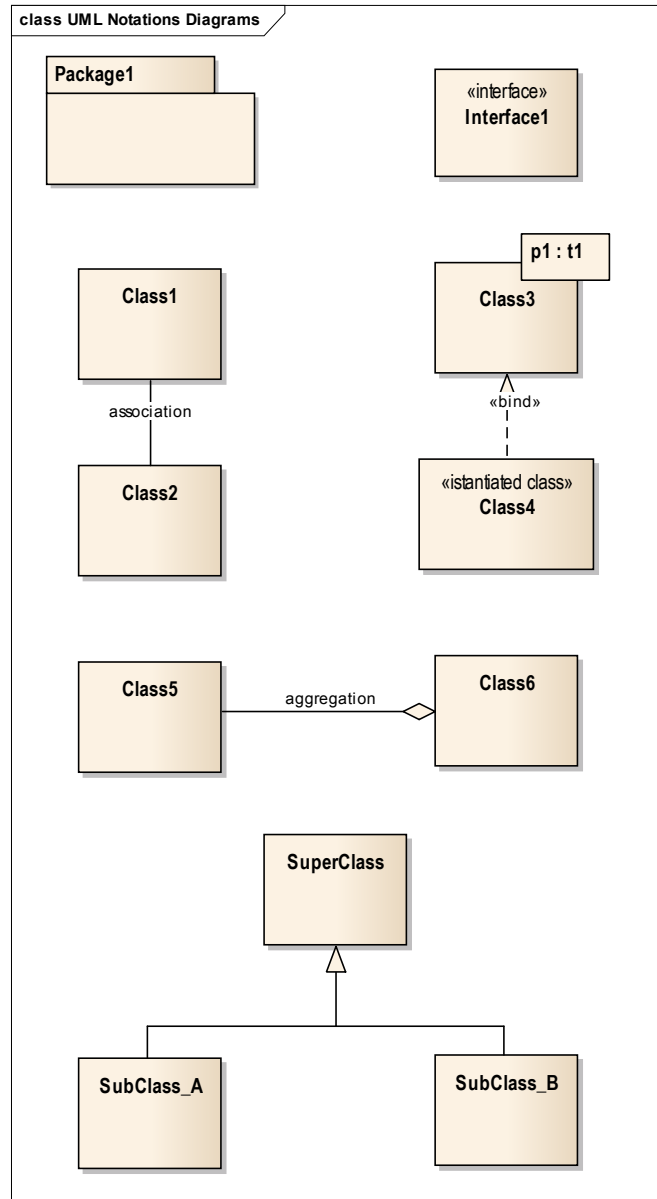 class UML Notations Diagrams
Package1
«interface»
Interface1
p1 : t1
Class1
Class3
association
«bind»
Class2
«istantiated class»
Class4
Class5
aggregation
Class6
SuperClass
SubClass_A
SubClass_B